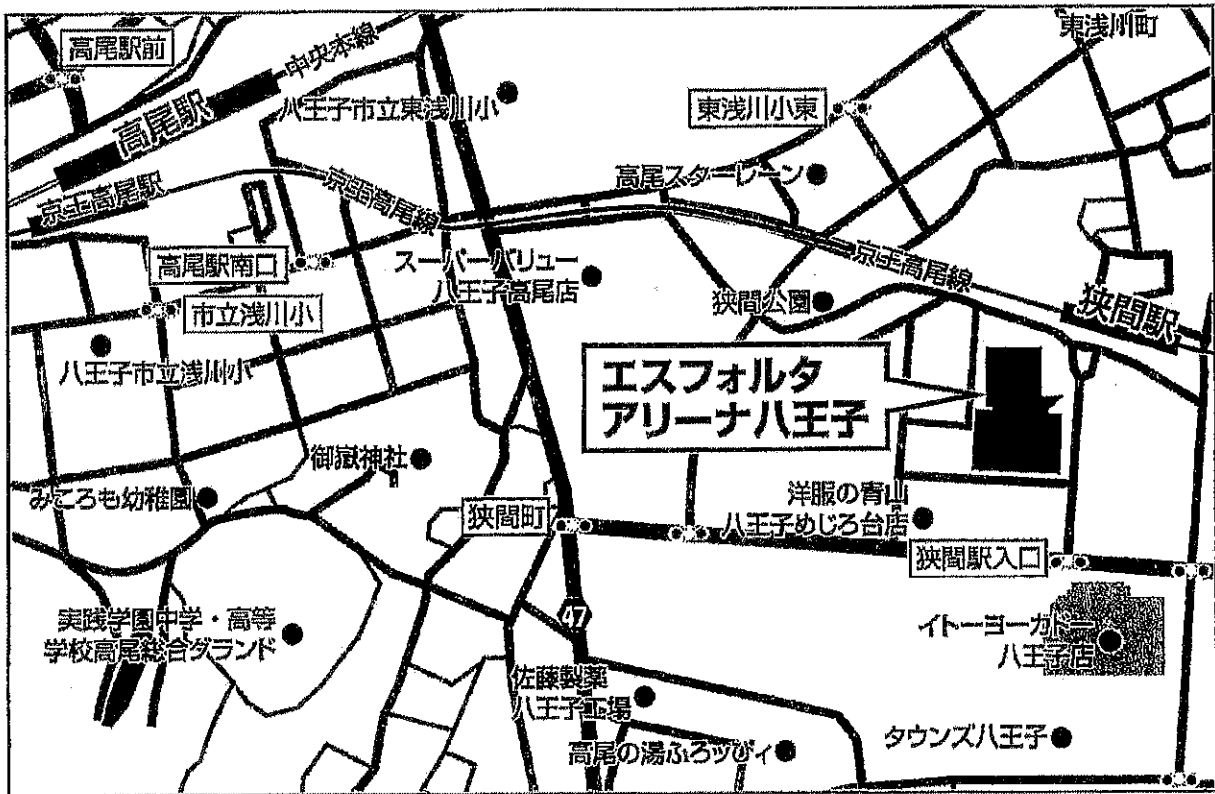 高尾駅前
中央本線
東浅川町
高尾駅
八王子市立東浅川小
東浅川小東
京王高尾駅
京王高尾線
高尾スターレーン
高尾駅南口
スーパーバリュー
八王子高尾店
京王高尾線
市立浅川小
狭間公園
狭間駅
八王子市立浅川小
エスフォルタ
アリーナ八王子
御嶽神社
みころも幼稚園
狭間町
洋服の青山
八王子めじろ台店
狭間駅入口
実践学園中学・高等
学校高尾総合グランド
47
イトーヨーカドー
八王子店
佐藤製薬
八王子工場
高尾の湯ふろッぴィ
タウンズ八王子